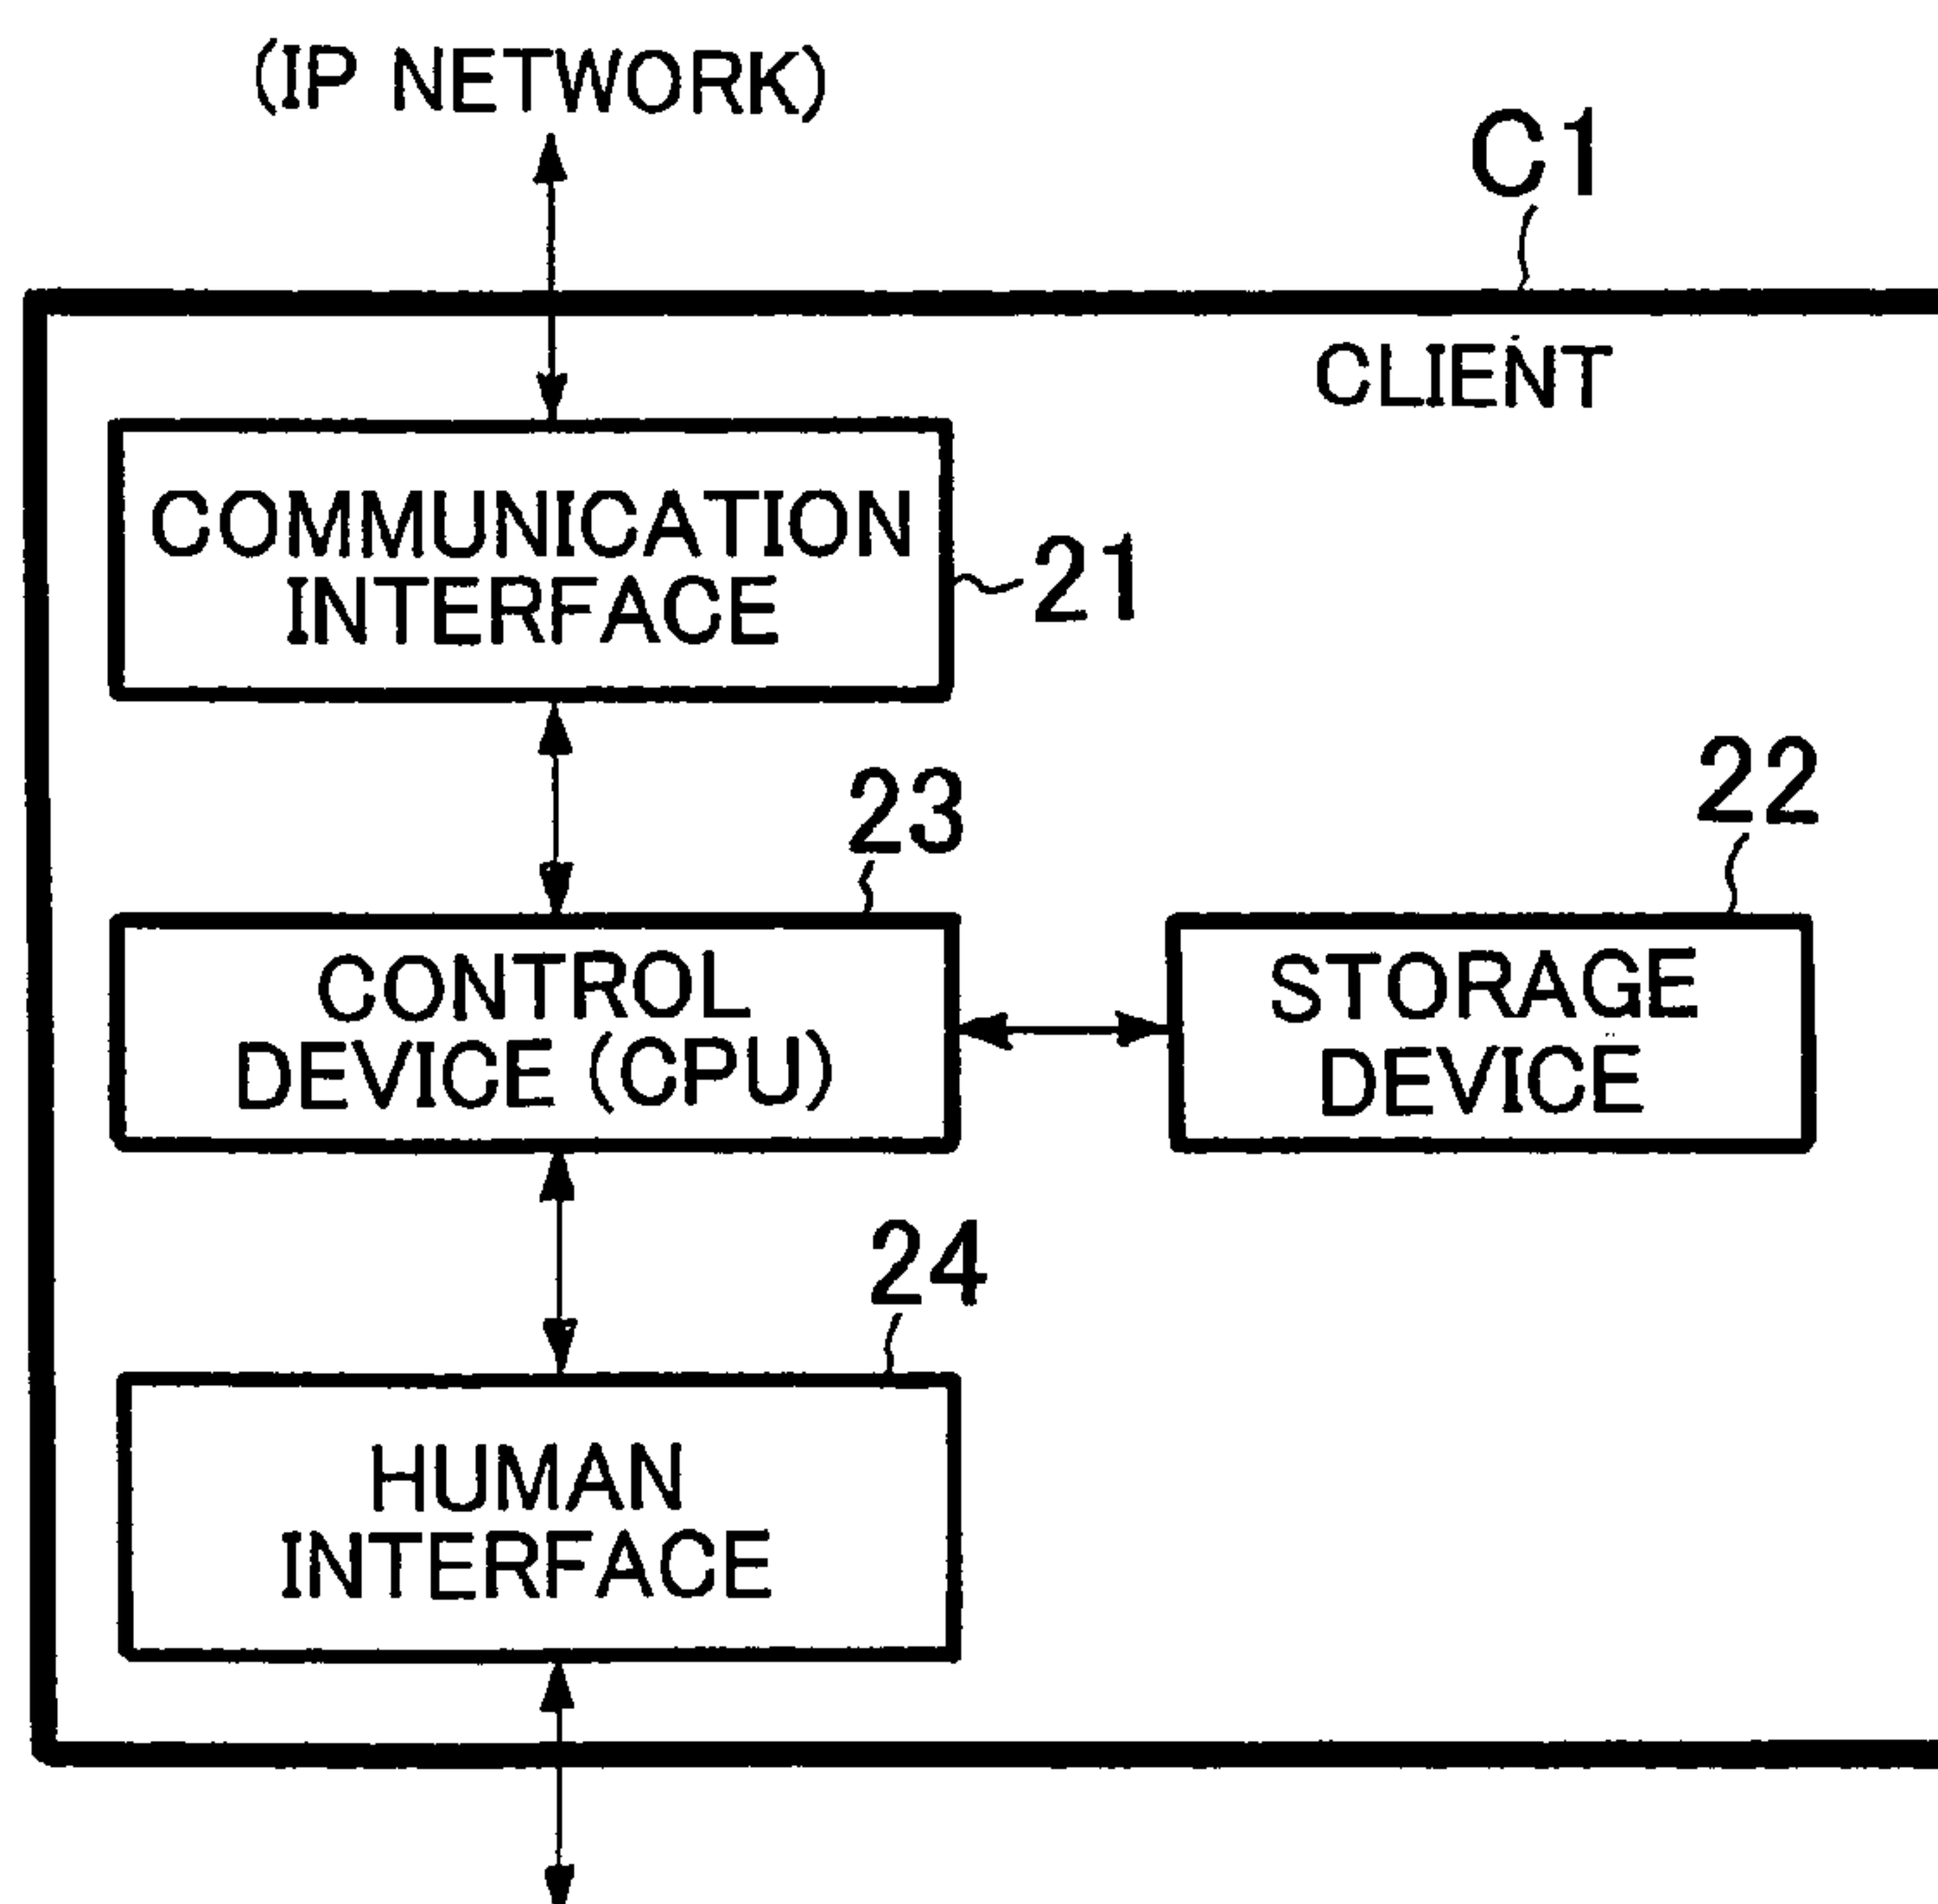 (IP NETWORK)
C1
CLIENT
COMMUNICATION
INTERFACE
21
23
22
CONTROL
DEVICE (CPU)
STORAGE
DEVICE
24
HUMAN
INTERFACE